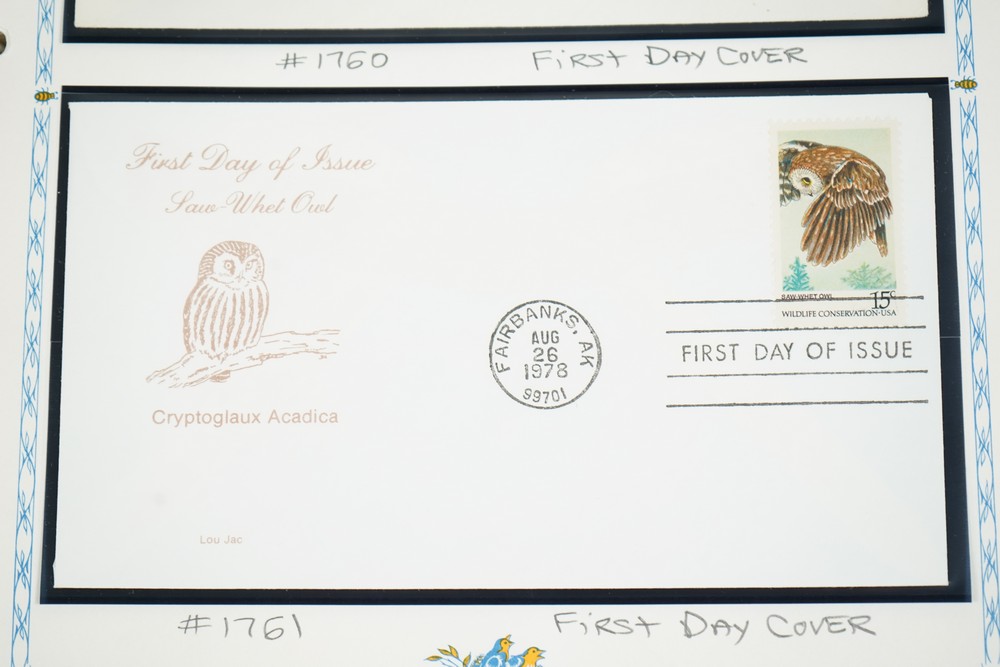 #1760 First Day Cover
First Day of Issue
Saw-Whet Owl
SAW-WHET OWL 15c
WILDLIFE CONSERVATION·USA
FAIRBANKS, AK
AUG
26
1978
99701
FIRST DAY OF ISSUE
Cryptoglaux Acadica
Lou Jac
#1761 First Day Cover